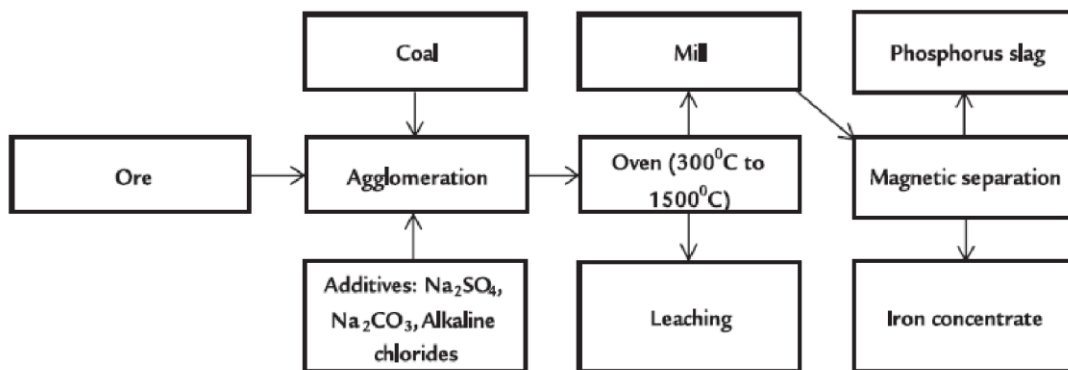 Coal
Mill
Phosphorus slag
Ore
Agglomeration
Oven (300⁰C to
1500⁰C)
Magnetic separation
Additives: Na₂SO₄,
Na₂CO₃, Alkaline
chlorides
Leaching
Iron concentrate